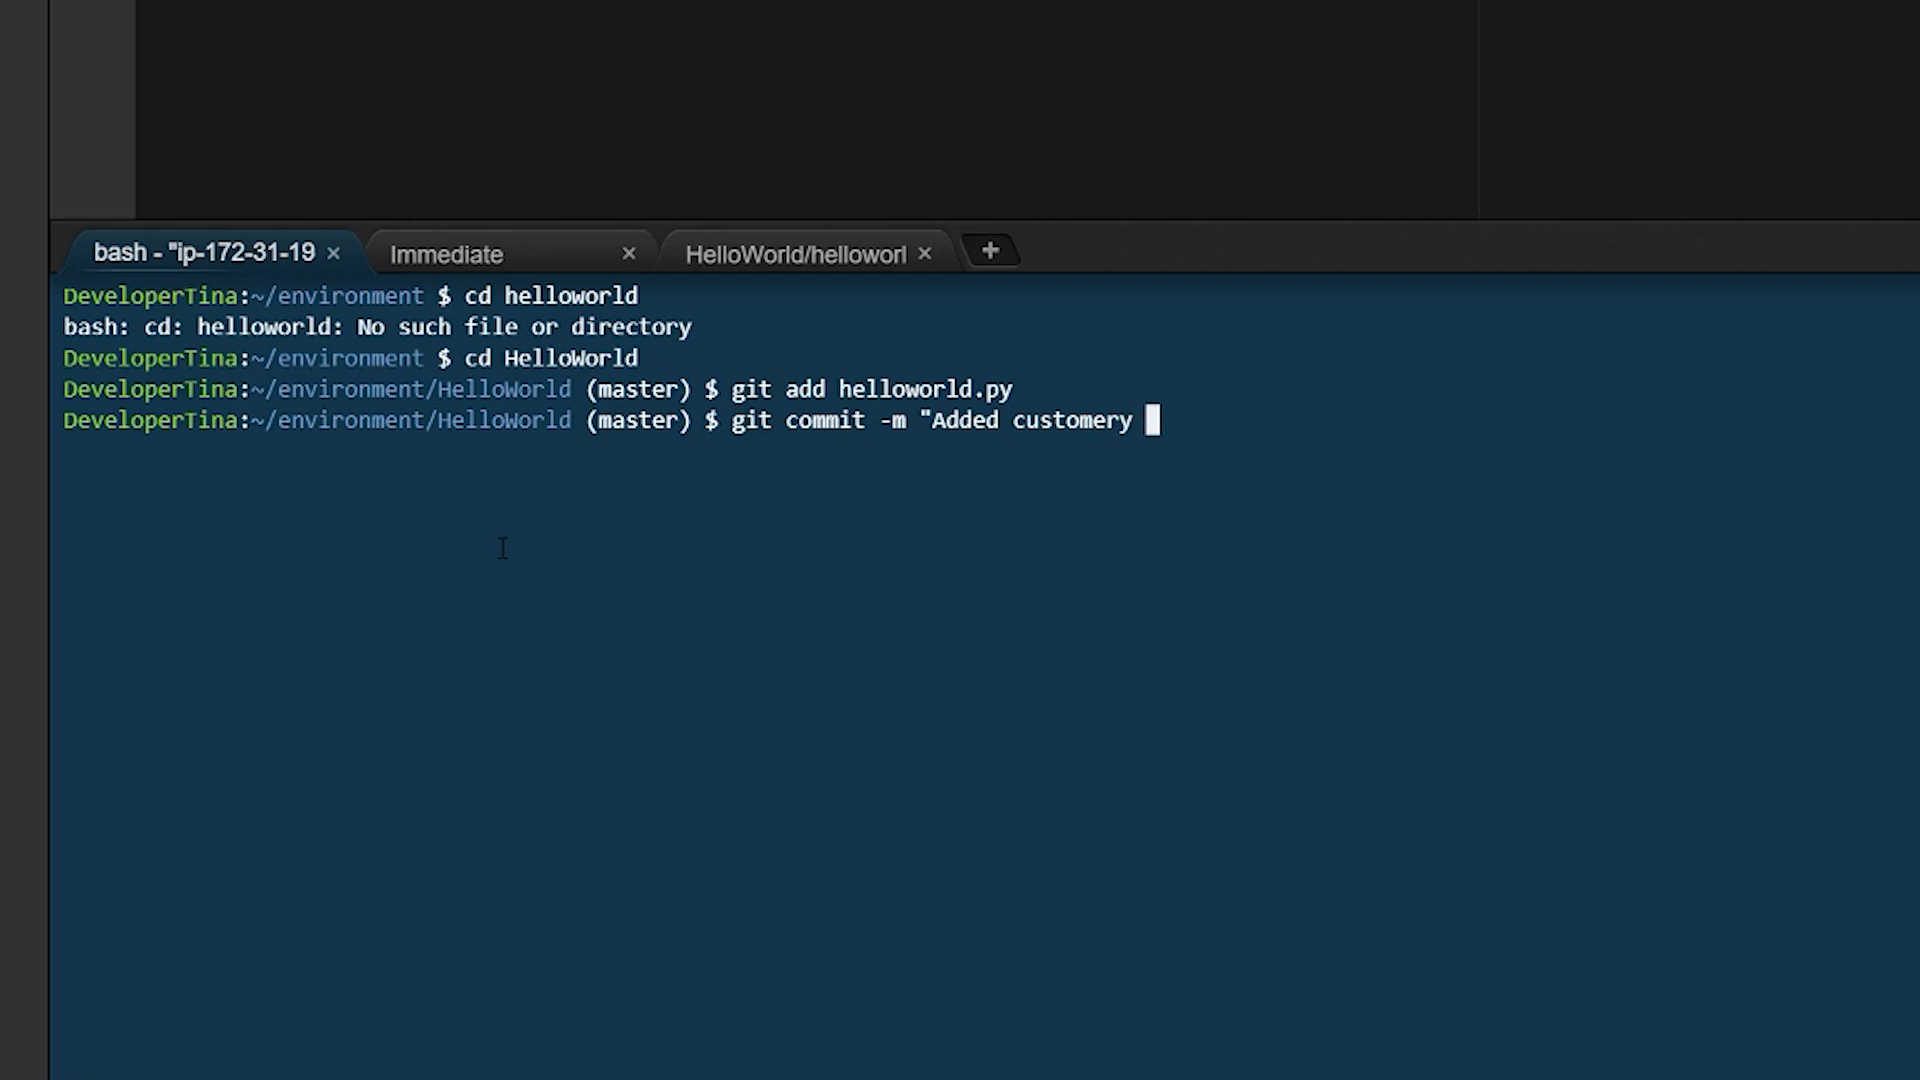 bash - "ip-172-31-19 × Immediate × HelloWorld/helloworl × +
DeveloperTina:~/environment $ cd helloworld
bash: cd: helloworld: No such file or directory
DeveloperTina:~/environment $ cd HelloWorld
DeveloperTina:~/environment/HelloWorld (master) $ git add helloworld.py
DeveloperTina:~/environment/HelloWorld (master) $ git commit -m "Added customery